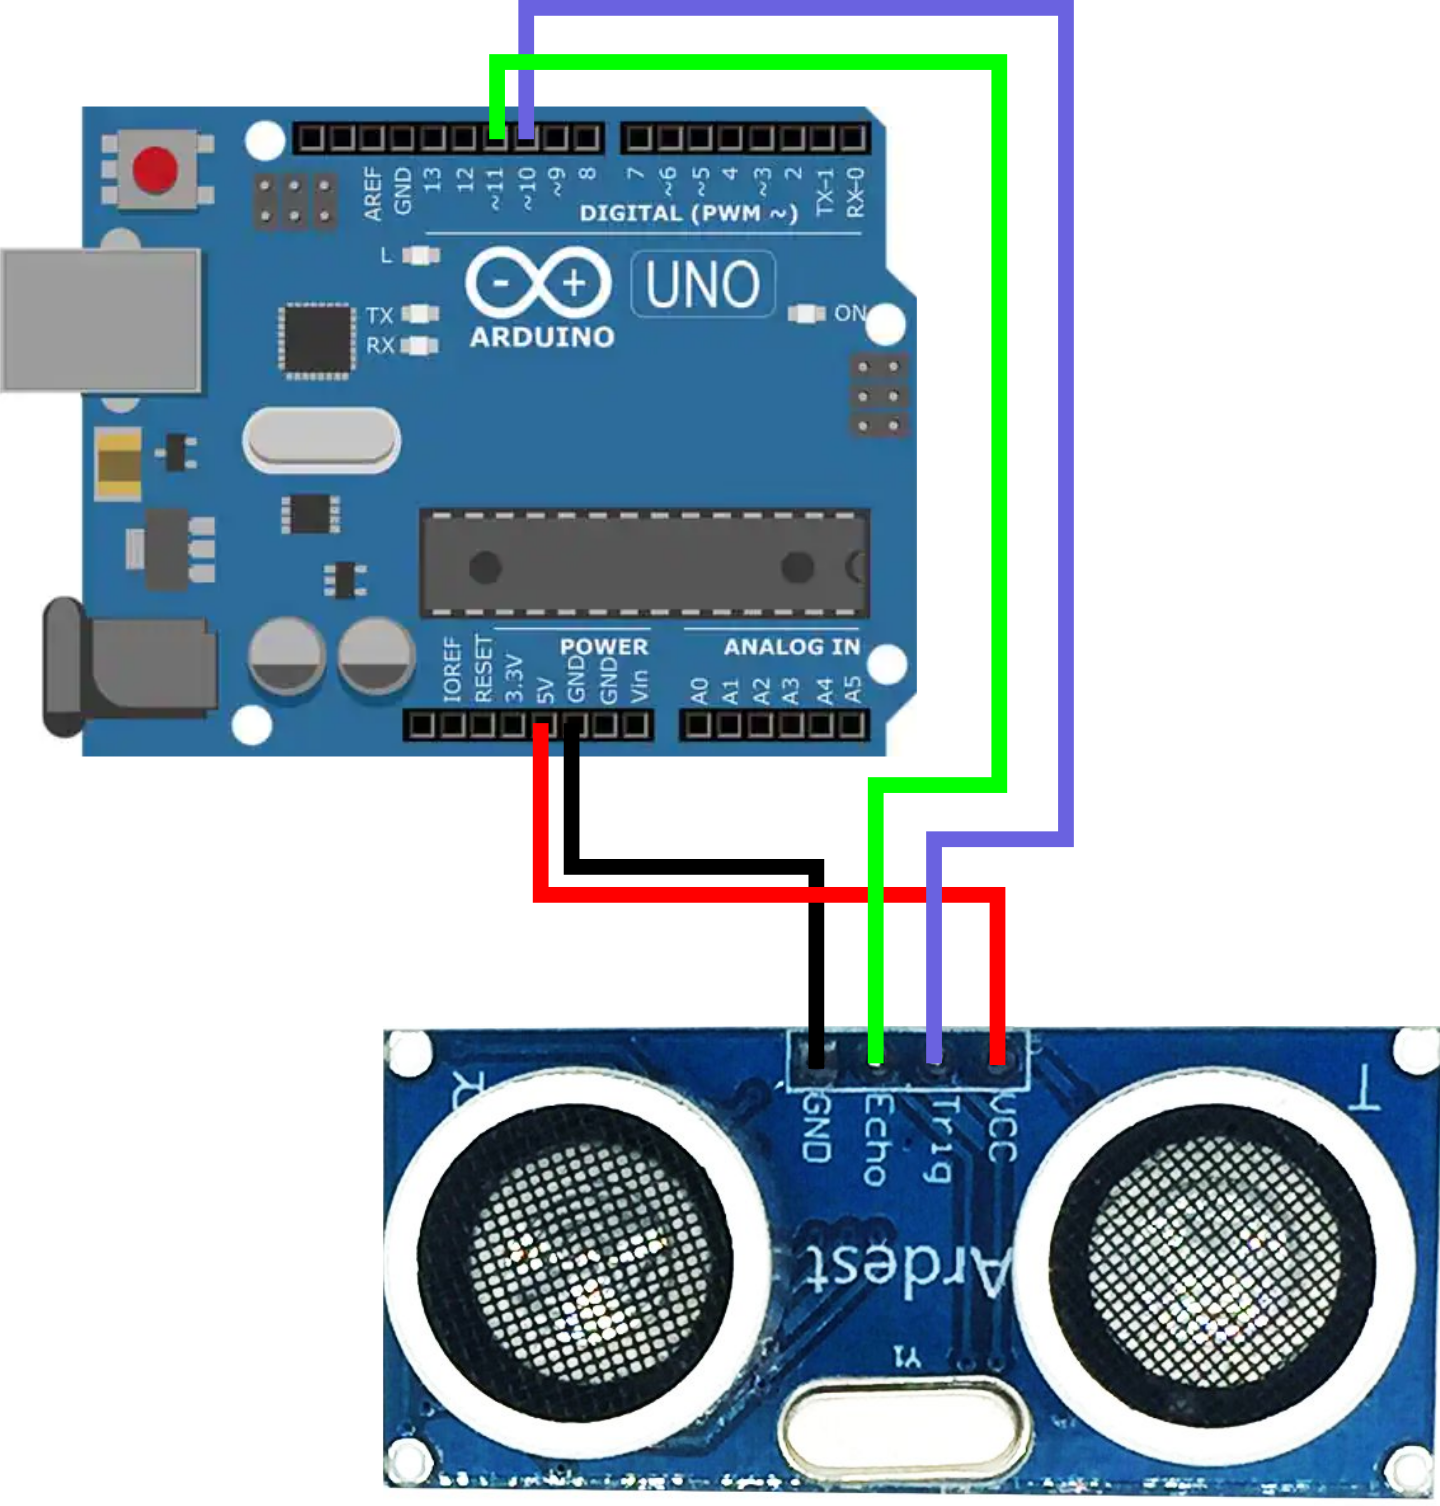 AREF
GND
13
12
~11
~10
~9
8
7
~6
~5
4
~3
2
TX-1
RX-0
DIGITAL (PWM ~)
L
TX
RX
- +
ARDUINO
UNO
ON
POWER
ANALOG IN
IOREF
RESET
3.3V
5V
GND
GND
Vin
A0
A1
A2
A3
A4
A5
R
T
GND
Echo
Trig
VCC
Ardest
Y1